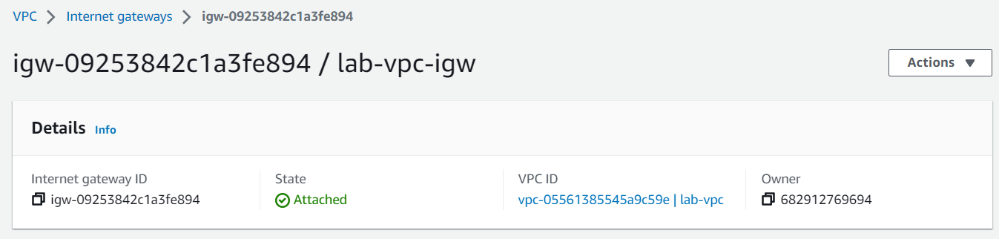 VPC > Internet gateways > igw-09253842c1a3fe894
igw-09253842c1a3fe894 / lab-vpc-igw
Actions
Details Info
Internet gateway ID State VPC ID Owner
igw-09253842c1a3fe894 Attached vpc-05561385545a9c59e | lab-vpc 682912769694